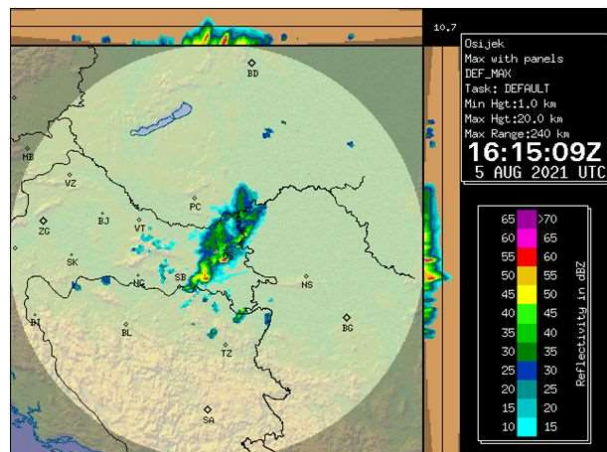 10.7
Osijek
Max with panels
DEF_MAX
Task: DEFAULT
Min Hgt:1.0 km
Max Hgt:20.0 km
Max Range:240 km
16:15:09Z
5 AUG 2021 UTC
BD
MB
VZ
PC
ZG
BJ
VT
SK
NG
SB
NS
BI
BL
BG
TZ
SA
65 >70
60 65
55 60
50 55
45 50
40 45
35 40
30 35
25 30
20 25
15 20
10 15
Reflectivity in dBZ